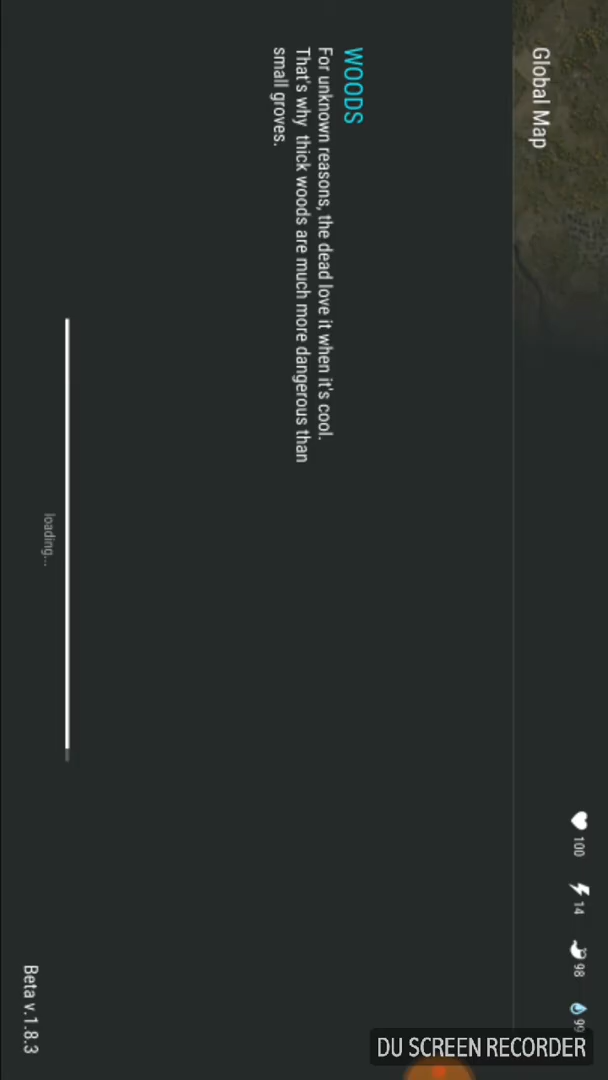 Global Map
100
14
98
99
WOODS
For unknown reasons, the dead love it when it's cool.
That's why thick woods are much more dangerous than
small groves.
loading...
Beta v.1.8.3
DU SCREEN RECORDER